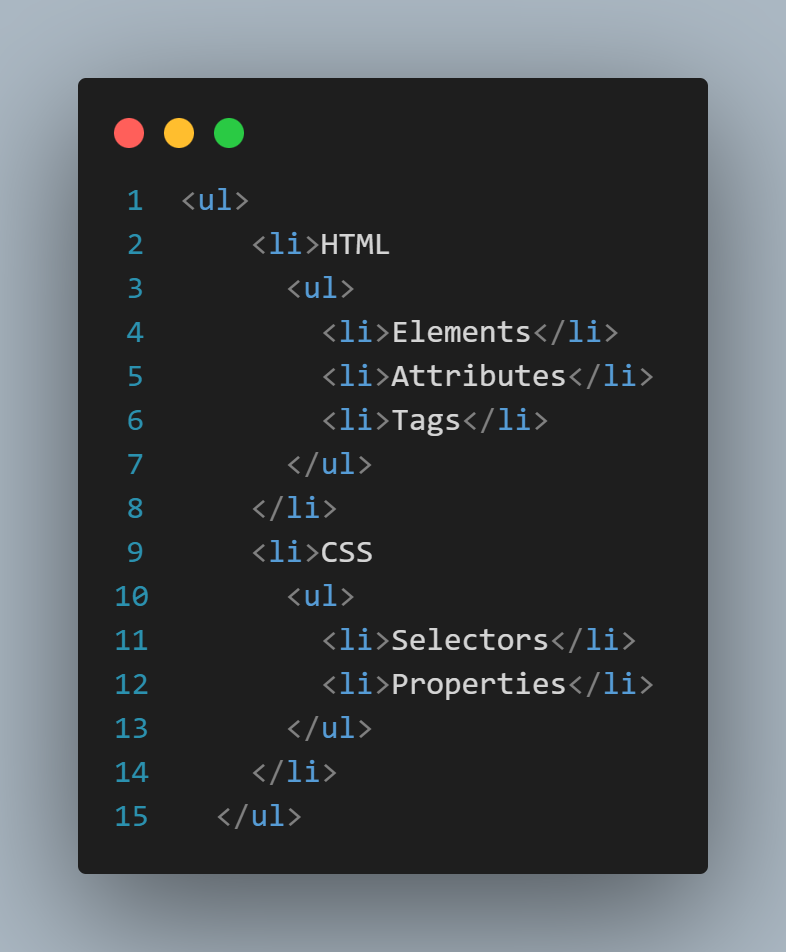 1 <ul>
2     <li>HTML
3       <ul>
4         <li>Elements</li>
5         <li>Attributes</li>
6         <li>Tags</li>
7       </ul>
8     </li>
9     <li>CSS
10       <ul>
11         <li>Selectors</li>
12         <li>Properties</li>
13       </ul>
14     </li>
15   </ul>